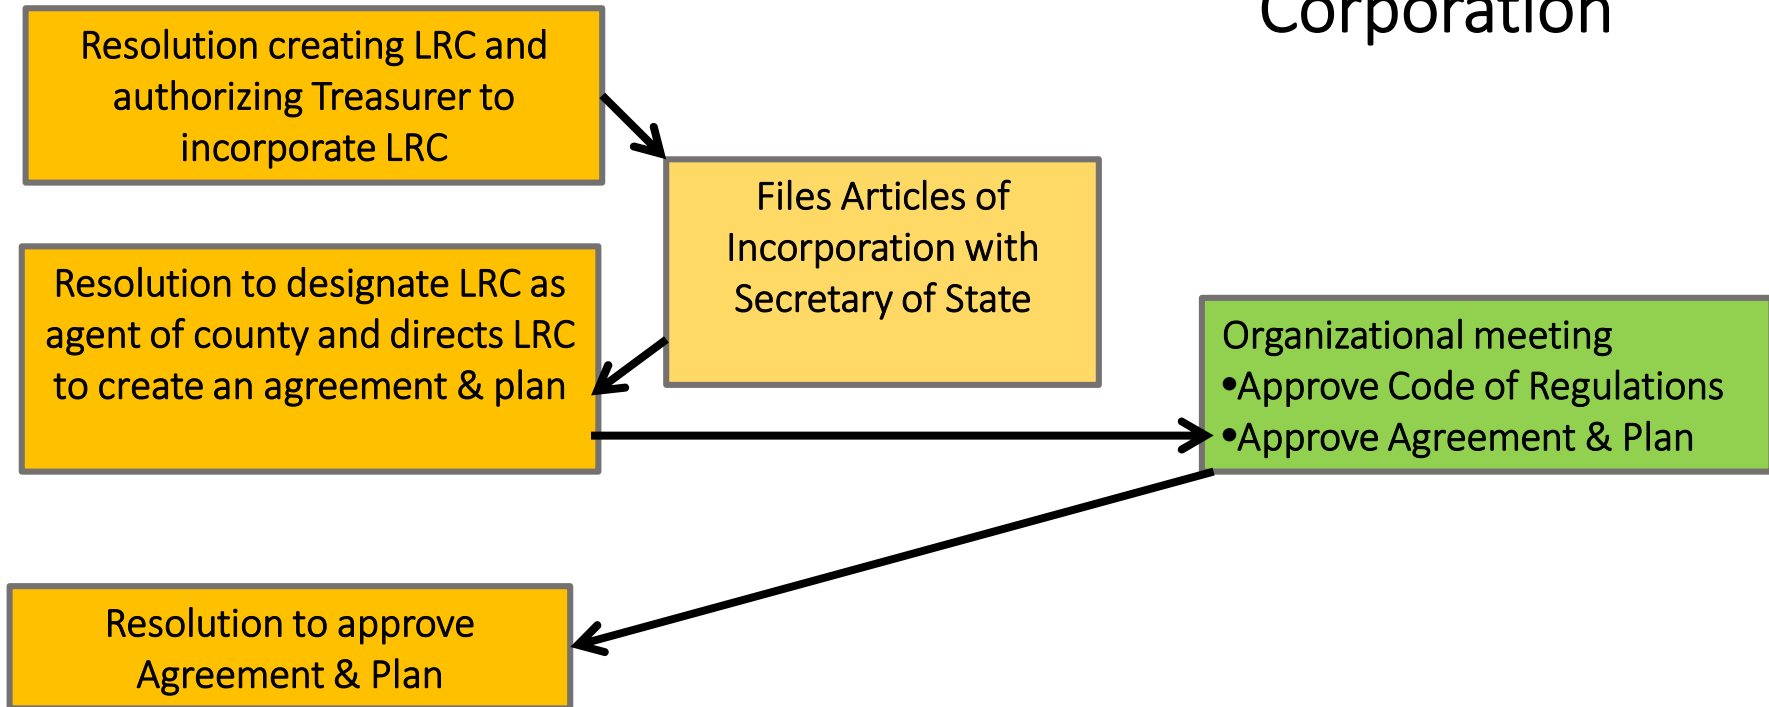 Corporation
Resolution creating LRC and
authorizing Treasurer to
incorporate LRC
Files Articles of
Incorporation with
Secretary of State
Resolution to designate LRC as
agent of county and directs LRC
to create an agreement & plan
Organizational meeting
•Approve Code of Regulations
•Approve Agreement & Plan
Resolution to approve
Agreement & Plan